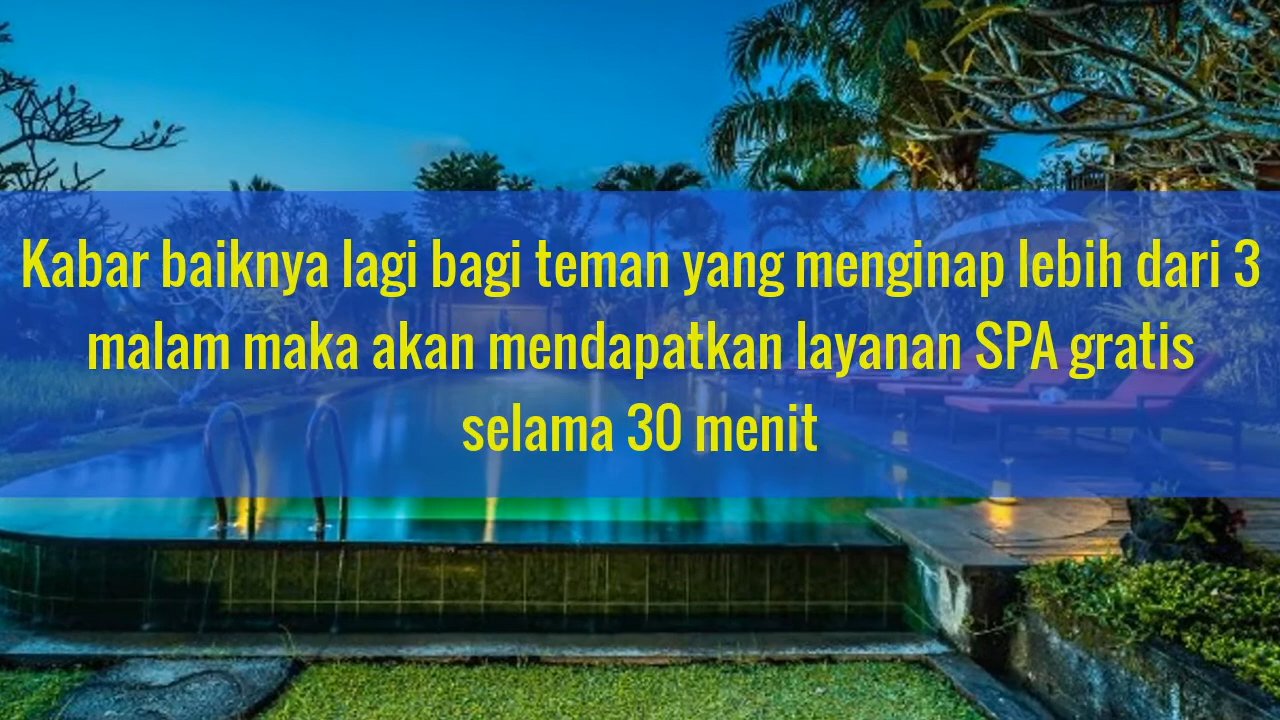 Kabar baiknya lagi bagi teman yang menginap lebih dari 3
malam maka akan mendapatkan layanan SPA gratis
selama 30 menit